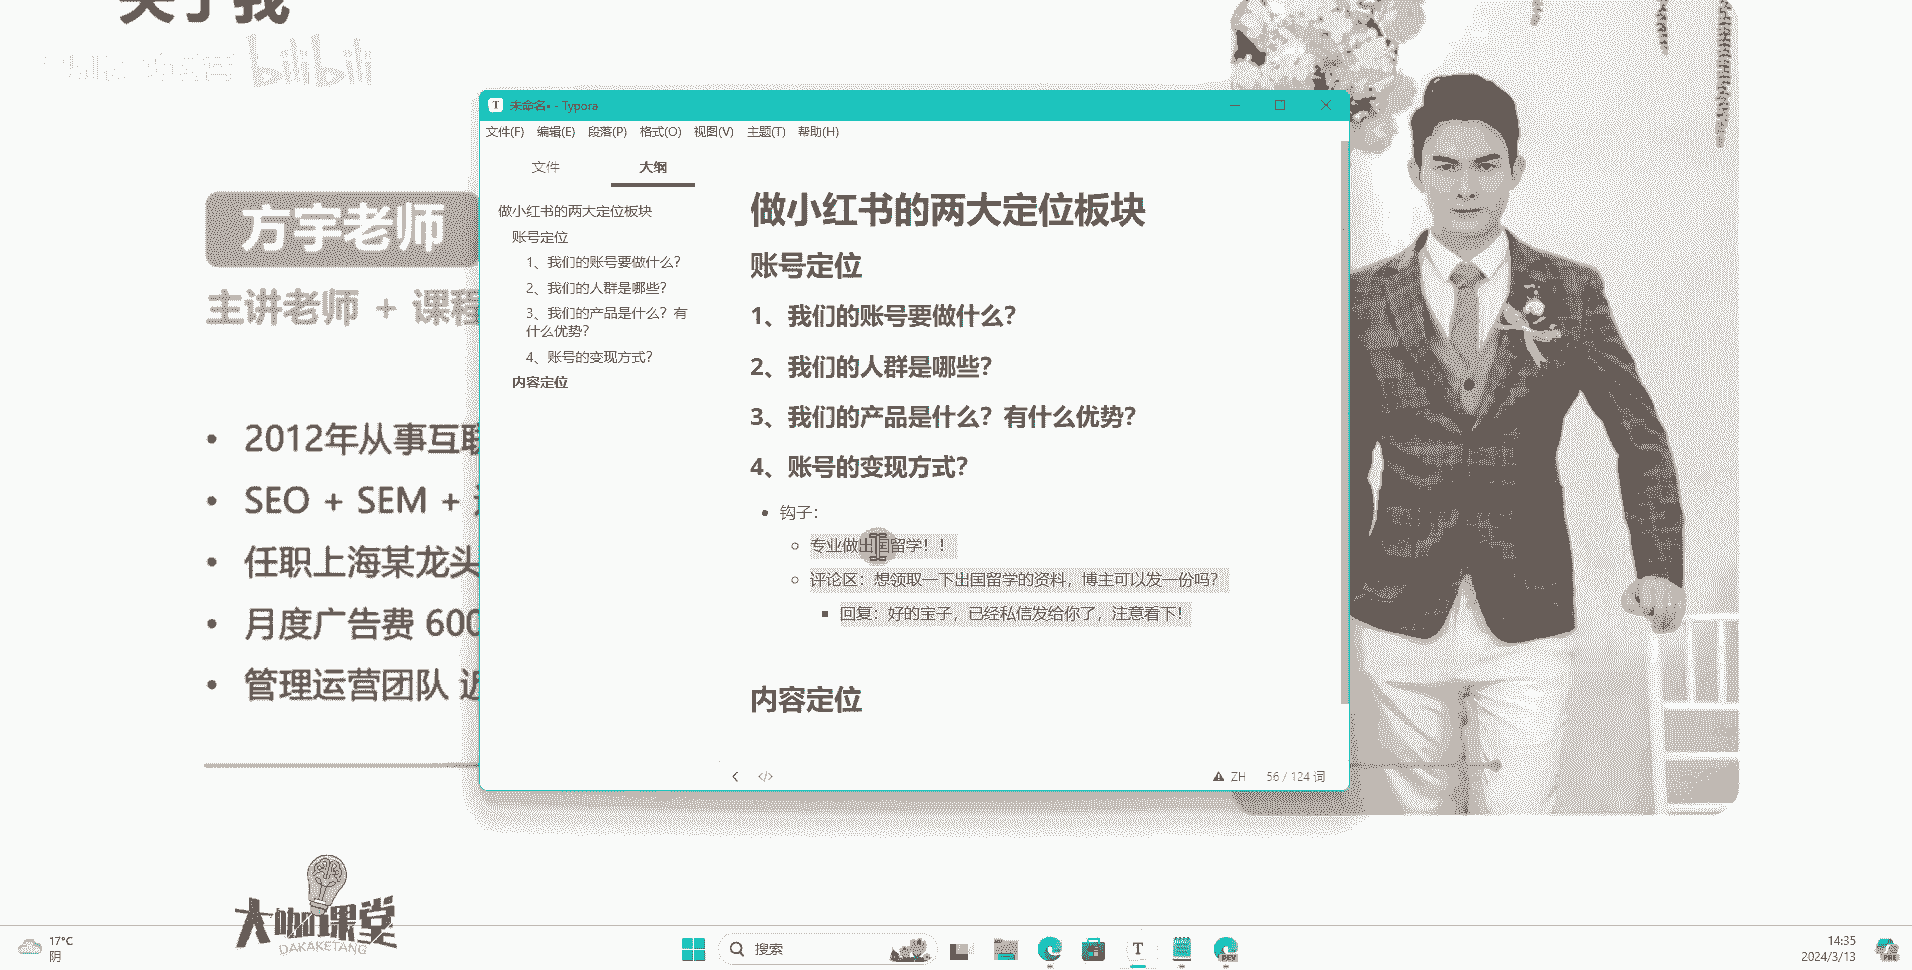 关于我
bilibili
方宇老师
主讲老师 + 课程
2012年从事互联
SEO + SEM +
任职上海某龙头
月度广告费 600
管理运营团队 近
未命名• - Typora
文件(F) 编辑(E) 段落(P) 格式(O) 视图(V) 主题(T) 帮助(H)
文件 大纲
做小红书的两大定位板块
账号定位
1、我们的账号要做什么?
2、我们的人群是哪些?
3、我们的产品是什么? 有
什么优势?
4、账号的变现方式?
内容定位
做小红书的两大定位板块
账号定位
1、我们的账号要做什么?
2、我们的人群是哪些?
3、我们的产品是什么? 有什么优势?
4、账号的变现方式?
钩子:
专业做出国留学! !
评论区: 想领取一下出国留学的资料, 博主可以发一份吗?
回复: 好的宝子, 已经私信发给你了, 注意看下!
内容定位
ZH 56 / 124 词
大咖课堂
DAKAKETANG
17°C
阴
搜索
T
DEV
14:35
2024/3/13
PRE